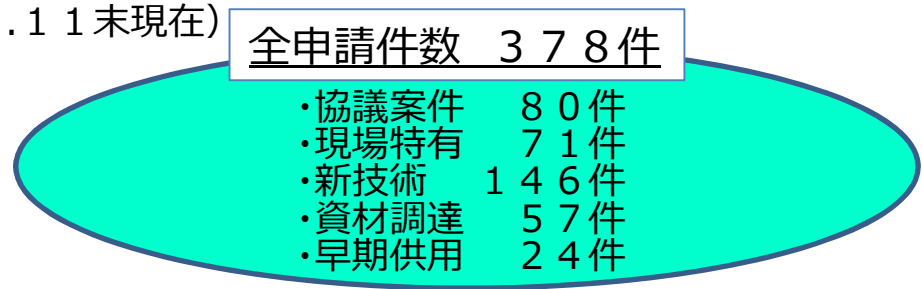 .11末現在)
全申請件数 378件
・協議案件 80件
・現場特有 71件
・新技術 146件
・資材調達 57件
・早期供用 24件